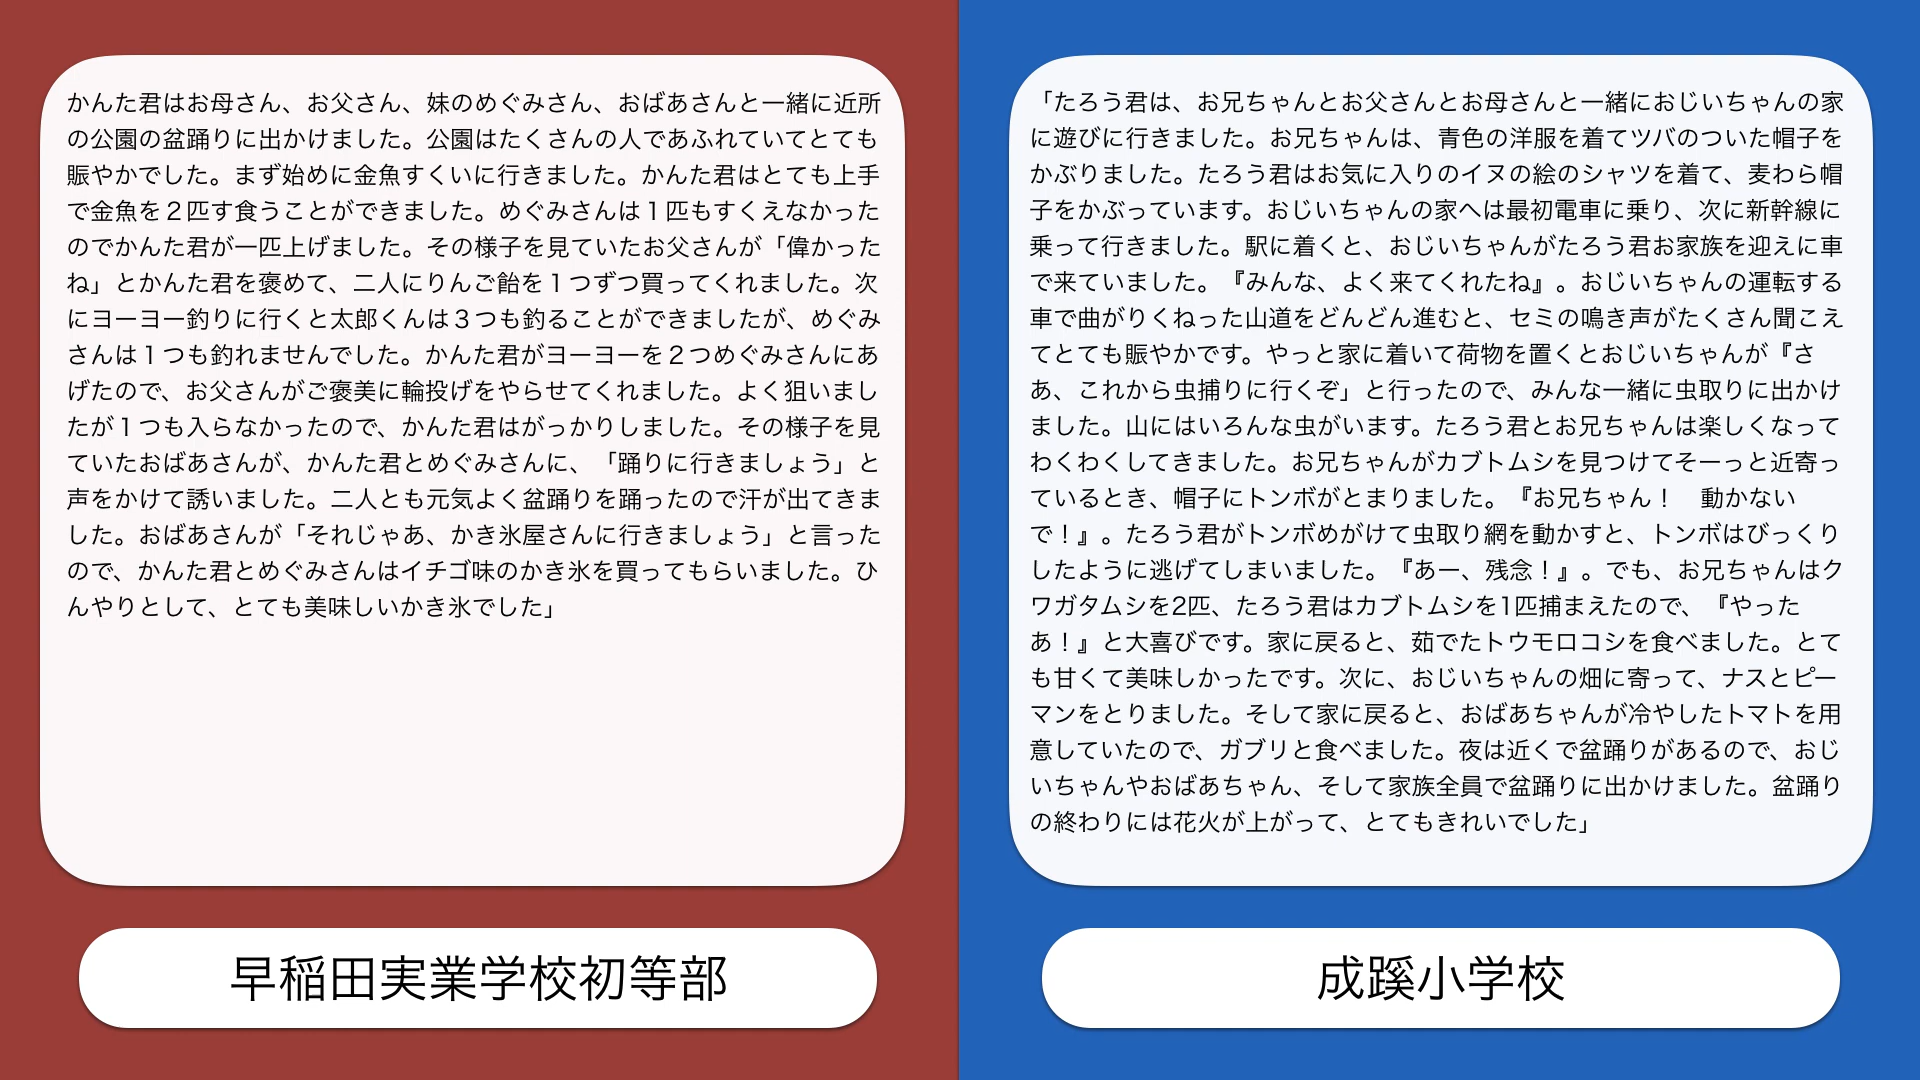 かんた君はお母さん、お父さん、妹のめぐみさん、おばあさんと一緒に近所
の公園の盆踊りに出かけました。公園はたくさんの人であふれていてとても
賑やかでした。まず始めに金魚すくいに行きました。かんた君はとても上手
で金魚を２匹す食うことができました。めぐみさんは１匹もすくえなかった
のでかんた君が一匹上げました。その様子を見ていたお父さんが「偉かった
ね」とかんた君を褒めて、二人にりんご飴を１つずつ買ってくれました。次
にヨーヨー釣りに行くと太郎くんは３つも釣ることができましたが、めぐみ
さんは１つも釣れませんでした。かんた君がヨーヨーを２つめぐみさんにあ
げたので、お父さんがご褒美に輪投げをやらせてくれました。よく狙いまし
たが１つも入らなかったので、かんた君はがっかりしました。その様子を見
ていたおばあさんが、かんた君とめぐみさんに、「踊りに行きましょう」と
声をかけて誘いました。二人とも元気よく盆踊りを踊ったので汗が出てきま
した。おばあさんが「それじゃあ、かき氷屋さんに行きましょう」と言った
ので、かんた君とめぐみさんはイチゴ味のかき氷を買ってもらいました。ひ
んやりとして、とても美味しいかき氷でした」
早稲田実業学校初等部
「たろう君は、お兄ちゃんとお父さんとお母さんと一緒におじいちゃんの家
に遊びに行きました。お兄ちゃんは、青色の洋服を着てツバのついた帽子を
かぶりました。たろう君はお気に入りのイヌの絵のシャツを着て、麦わら帽
子をかぶっています。おじいちゃんの家へは最初電車に乗り、次に新幹線に
乗って行きました。駅に着くと、おじいちゃんがたろう君お家族を迎えに車
で来ていました。『みんな、よく来てくれたね』。おじいちゃんの運転する
車で曲がりくねった山道をどんどん進むと、セミの鳴き声がたくさん聞こえ
てとても賑やかです。やっと家に着いて荷物を置くとおじいちゃんが『さ
あ、これから虫捕りに行くぞ」と行ったので、みんな一緒に虫取りに出かけ
ました。山にはいろんな虫がいます。たろう君とお兄ちゃんは楽しくなって
わくわくしてきました。お兄ちゃんがカブトムシを見つけてそーっと近寄っ
ているとき、帽子にトンボがとまりました。『お兄ちゃん！　動かない
で！』。たろう君がトンボめがけて虫取り網を動かすと、トンボはびっくり
したように逃げてしまいました。『あー、残念！』。でも、お兄ちゃんはク
ワガタムシを2匹、たろう君はカブトムシを1匹捕まえたので、『やった
あ！』と大喜びです。家に戻ると、茹でたトウモロコシを食べました。とて
も甘くて美味しかったです。次に、おじいちゃんの畑に寄って、ナスとピー
マンをとりました。そして家に戻ると、おばあちゃんが冷やしたトマトを用
意していたので、ガブリと食べました。夜は近くで盆踊りがあるので、おじ
いちゃんやおばあちゃん、そして家族全員で盆踊りに出かけました。盆踊り
の終わりには花火が上がって、とてもきれいでした」
成蹊小学校